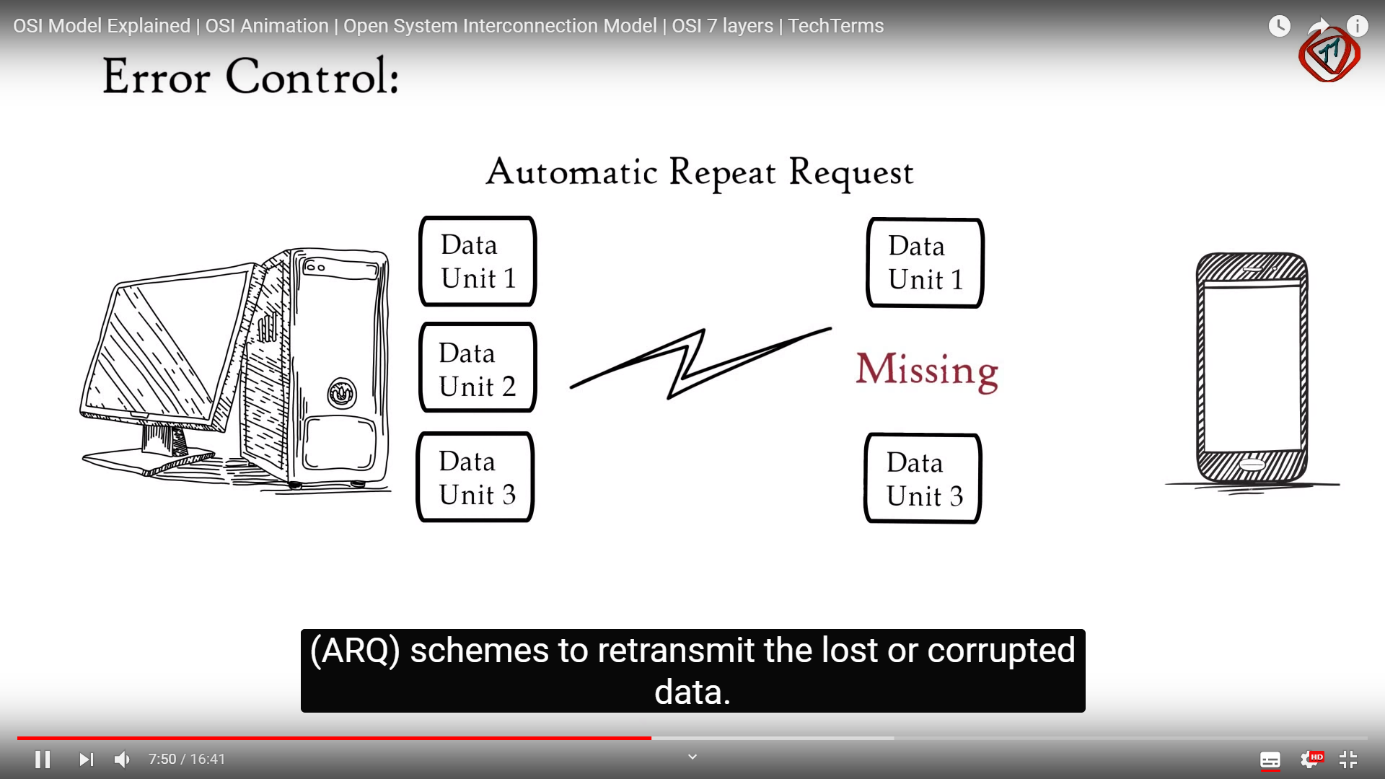 OSI Model Explained | OSI Animation | Open System Interconnection Model | OSI 7 layers | TechTerms
Error Control:
Automatic Repeat Request
Data
Unit 1
Data
Unit 1
Data
Unit 2
Missing
Data
Unit 3
Data
Unit 3
(ARQ) schemes to retransmit the lost or corrupted
data.
7:50 / 16:41
HD